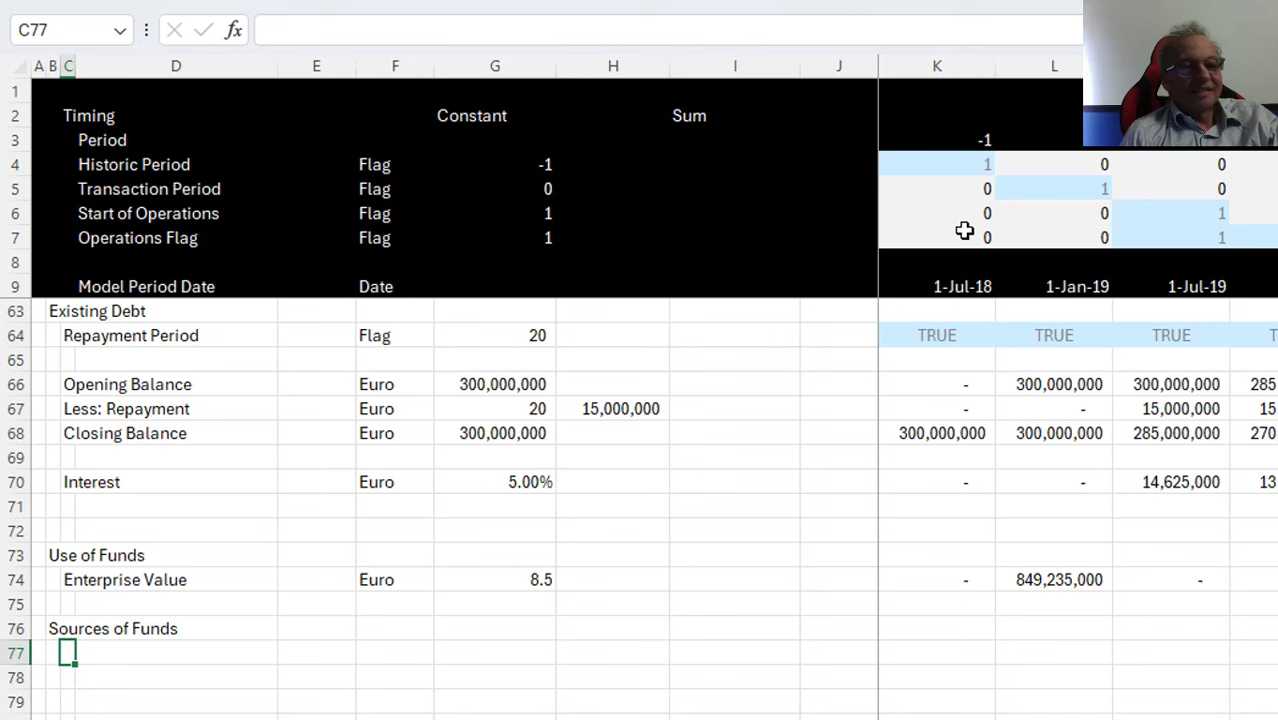 C77 fx
A B C D E F G H I J K L
1
2 Timing Constant Sum
3 Period -1
4 Historic Period Flag -1 1 0 0
5 Transaction Period Flag 0 0 1 0
6 Start of Operations Flag 1 0 0 1
7 Operations Flag Flag 1 0 0 1
8
9 Model Period Date Date 1-Jul-18 1-Jan-19 1-Jul-19
63 Existing Debt
64 Repayment Period Flag 20 TRUE TRUE TRUE T
65
66 Opening Balance Euro 300,000,000 - 300,000,000 300,000,000 285
67 Less: Repayment Euro 20 15,000,000 - - 15,000,000 15
68 Closing Balance Euro 300,000,000 300,000,000 300,000,000 285,000,000 270
69
70 Interest Euro 5.00% - - 14,625,000 13
71
72
73 Use of Funds
74 Enterprise Value Euro 8.5 - 849,235,000 -
75
76 Sources of Funds
77
78
79